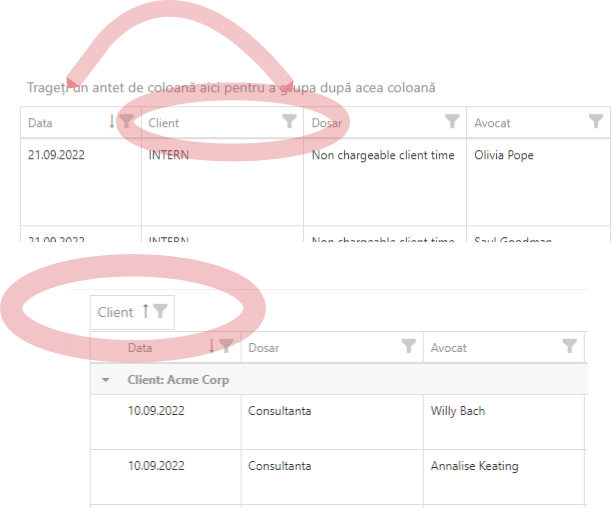 Trageți un antet de coloană aici pentru a grupa după acea coloană
Data Client Dosar Avocat
21.09.2022 INTERN Non chargeable client time Olivia Pope
21.09.2022 INTERN Non chargeable client time Saul Goodman
Client
Data Dosar Avocat
Client: Acme Corp
10.09.2022 Consultanta Willy Bach
10.09.2022 Consultanta Annalise Keating